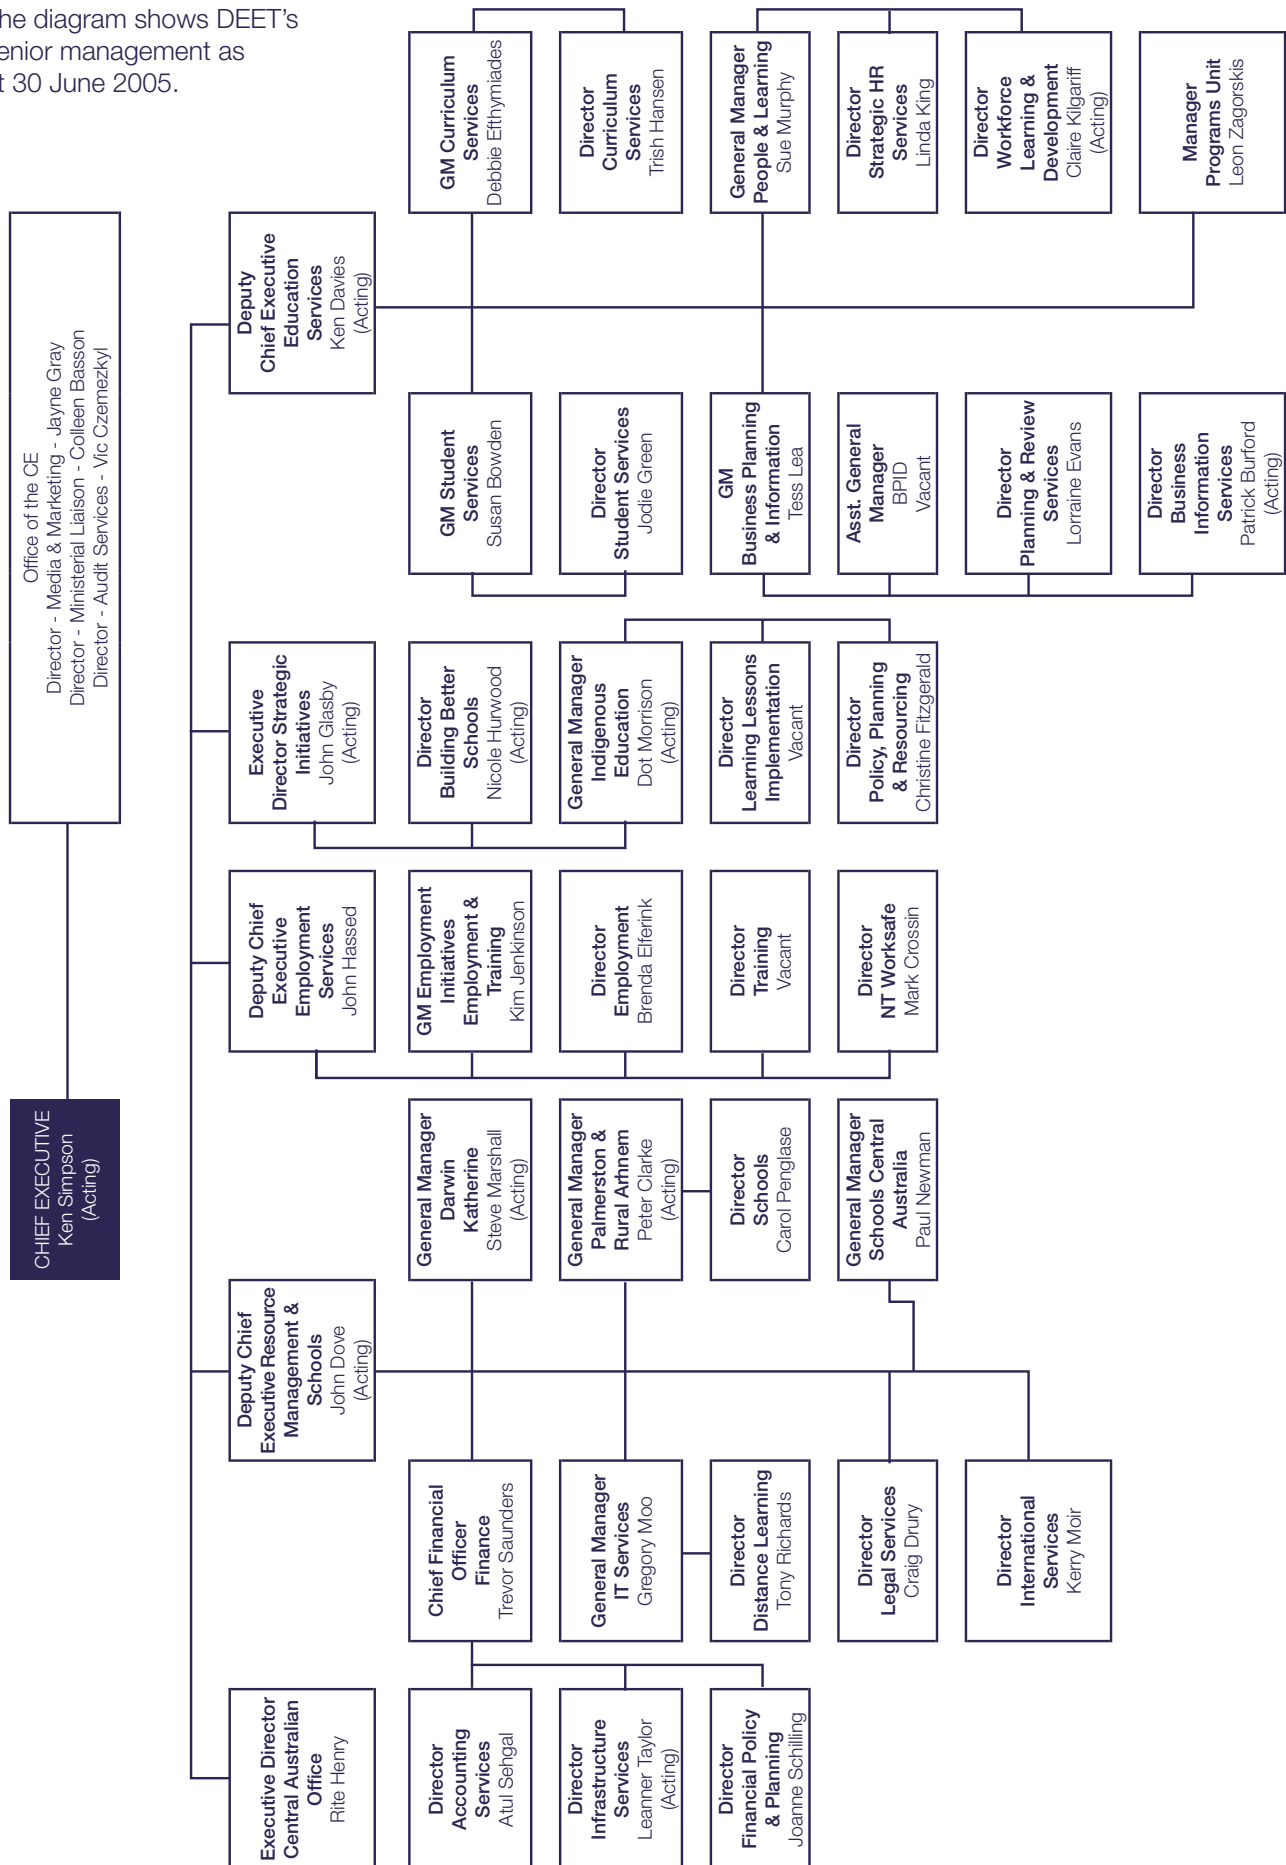 he diagram shows DEET's
enior management as
t 30 June 2005.
CHIEF EXECUTIVE
Ken Simpson
(Acting)
Office of the CE
Director - Media & Marketing - Jayne Gray
Director - Ministerial Liaison - Colleen Basson
Director - Audit Services - Vic Czemezkyl
Executive Director
Central Australian
Office
Rite Henry
Deputy Chief
Executive Resource
Management &
Schools
John Dove
(Acting)
Deputy Chief
Executive
Employment
Services
John Hassed
Executive
Director Strategic
Initiatives
John Glasby
(Acting)
Deputy
Chief Executive
Education
Services
Ken Davies
(Acting)
Director
Accounting
Services
Atul Sehgal
Chief Financial
Officer
Finance
Trevor Saunders
General Manager
Darwin
Katherine
Steve Marshall
(Acting)
GM Employment
Initiatives
Employment &
Training
Kim Jenkinson
Director
Building Better
Schools
Nicole Hurwood
(Acting)
GM Student
Services
Susan Bowden
GM Curriculum
Services
Debbie Efthymiades
Director
Infrastructure
Services
Leanner Taylor
(Acting)
General Manager
IT Services
Gregory Moo
General Manager
Palmerston &
Rural Arhnem
Peter Clarke
(Acting)
Director
Employment
Brenda Elferink
General Manager
Indigenous
Education
Dot Morrison
(Acting)
Director
Student Services
Jodie Green
Director
Curriculum
Services
Trish Hansen
Director
Financial Policy
& Planning
Joanne Schilling
Director
Distance Learning
Tony Richards
Director
Schools
Carol Penglase
Director
Training
Vacant
Director
Learning Lessons
Implementation
Vacant
GM
Business Planning
& Information
Tess Lea
General Manager
People & Learning
Sue Murphy
Director
Legal Services
Craig Drury
General Manager
Schools Central
Australia
Paul Newman
Director
NT Worksafe
Mark Crossin
Director
Policy, Planning
& Resourcing
Christine Fitzgerald
Asst. General
Manager
BPID
Vacant
Director
Strategic HR
Services
Linda King
Director
International
Services
Kerry Moir
Director
Planning & Review
Services
Lorraine Evans
Director
Workforce
Learning &
Development
Claire Kilgariff
(Acting)
Director
Business
Information
Services
Patrick Burford
(Acting)
Manager
Programs Unit
Leon Zagorskis